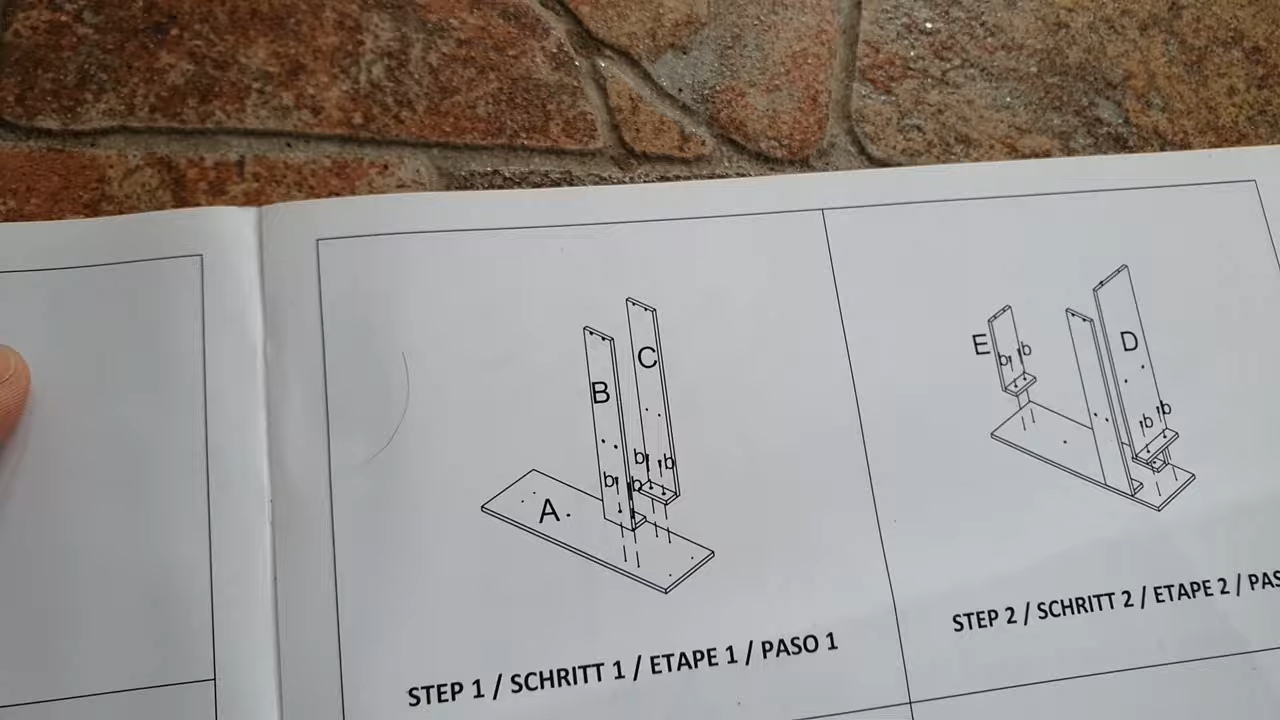 C
B
b b
b b
A
STEP 1 / SCHRITT 1 / ETAPE 1 / PASO 1
D
E
b b
b b
STEP 2 / SCHRITT 2 / ETAPE 2 / PAS